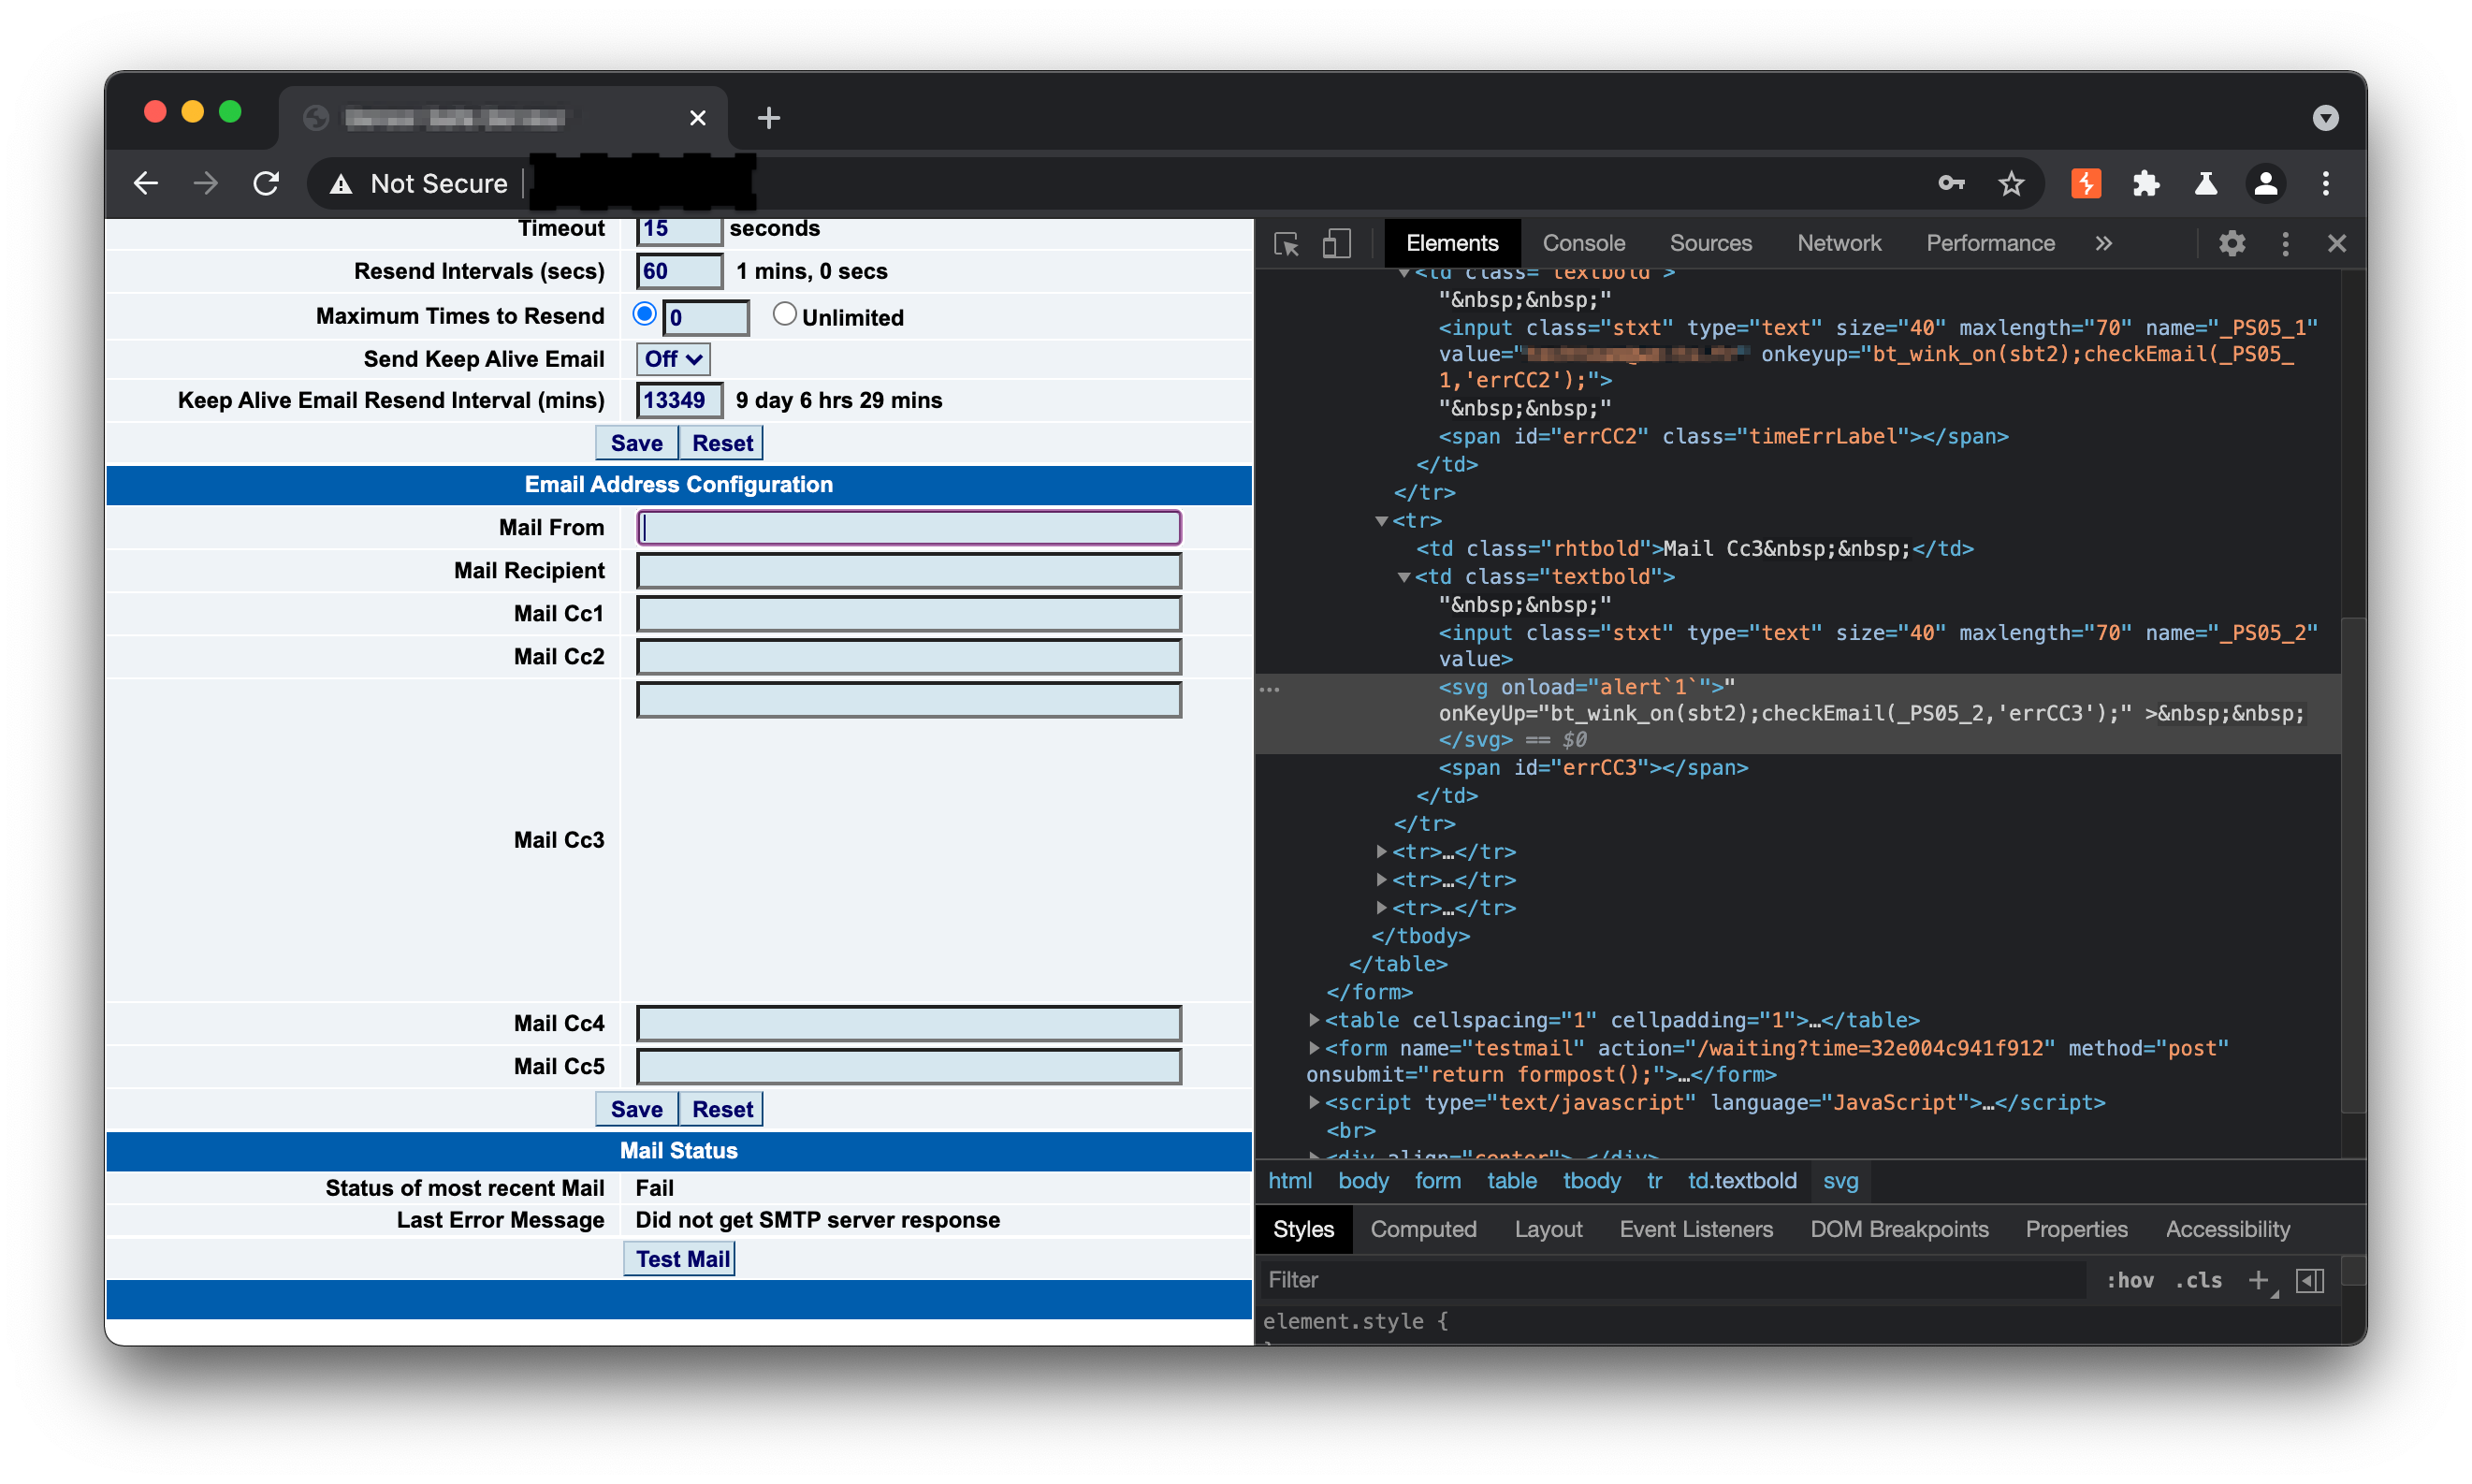 Not Secure
Timeout 15 seconds
Resend Intervals (secs) 60 1 mins, 0 secs
Maximum Times to Resend 0 Unlimited
Send Keep Alive Email Off
Keep Alive Email Resend Interval (mins) 13349 9 day 6 hrs 29 mins
Save Reset
Email Address Configuration
Mail From
Mail Recipient
Mail Cc1
Mail Cc2
Mail Cc3
Mail Cc4
Mail Cc5
Save Reset
Mail Status
Status of most recent Mail Fail
Last Error Message Did not get SMTP server response
Test Mail
Elements Console Sources Network Performance »
<td class="textbold">
"&nbsp;&nbsp;"
<input class="stxt" type="text" size="40" maxlength="70" name="_PS05_1"
value=" onkeyup="bt_wink_on(sbt2);checkEmail(_PS05_
1,'errCC2');">
"&nbsp;&nbsp;"
<span id="errCC2" class="timeErrLabel"></span>
</td>
</tr>
<tr>
<td class="rhtbold">Mail Cc3&nbsp;&nbsp;</td>
<td class="textbold">
"&nbsp;&nbsp;"
<input class="stxt" type="text" size="40" maxlength="70" name="_PS05_2"
value>
<svg onload="alert`1`">"
onKeyUp="bt_wink_on(sbt2);checkEmail(_PS05_2,'errCC3');" >&nbsp;&nbsp;
</svg> == $0
<span id="errCC3"></span>
</td>
</tr>
<tr>…</tr>
<tr>…</tr>
<tr>…</tr>
</tbody>
</table>
</form>
<table cellspacing="1" cellpadding="1">…</table>
<form name="testmail" action="/waiting?time=32e004c941f912" method="post"
onsubmit="return formpost();">…</form>
<script type="text/javascript" language="JavaScript">…</script>
<br>
<div align="center">…</div>
html body form table tbody tr td.textbold svg
Styles Computed Layout Event Listeners DOM Breakpoints Properties Accessibility
Filter :hov .cls
element.style {